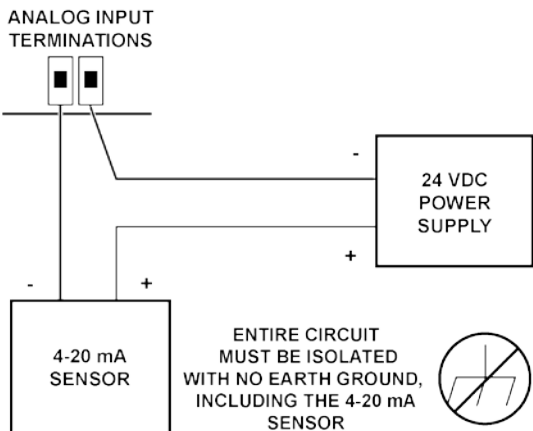 ANALOG INPUT
TERMINATIONS
-
24 VDC
POWER
SUPPLY
+
-
+
4-20 mA
SENSOR
ENTIRE CIRCUIT
MUST BE ISOLATED
WITH NO EARTH GROUND,
INCLUDING THE 4-20 mA
SENSOR